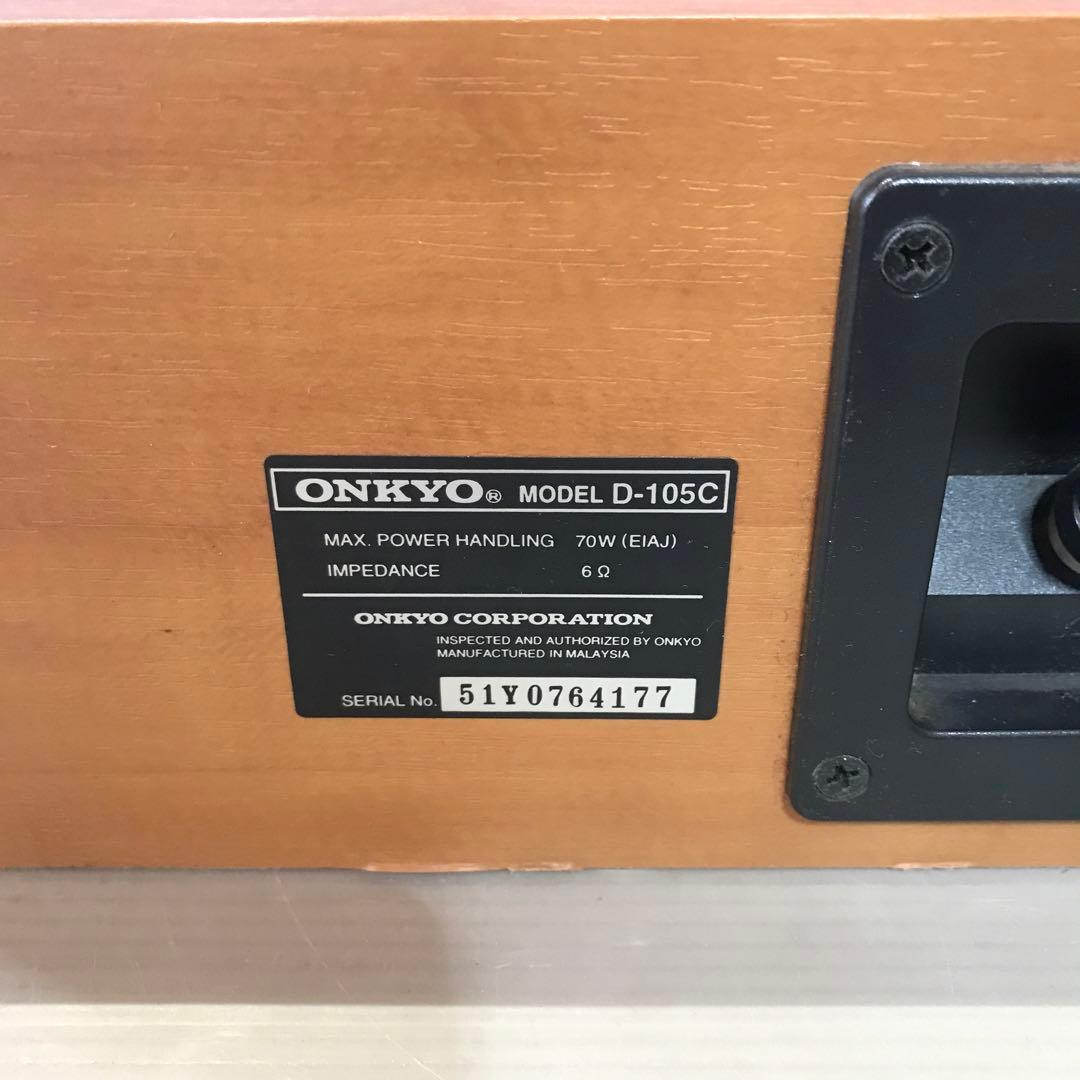 ONKYO® MODEL D-105C
MAX. POWER HANDLING 70W (EIAJ)
IMPEDANCE 6 Ω
ONKYO CORPORATION
INSPECTED AND AUTHORIZED BY ONKYO
MANUFACTURED IN MALAYSIA
SERIAL No. 51Y0764177